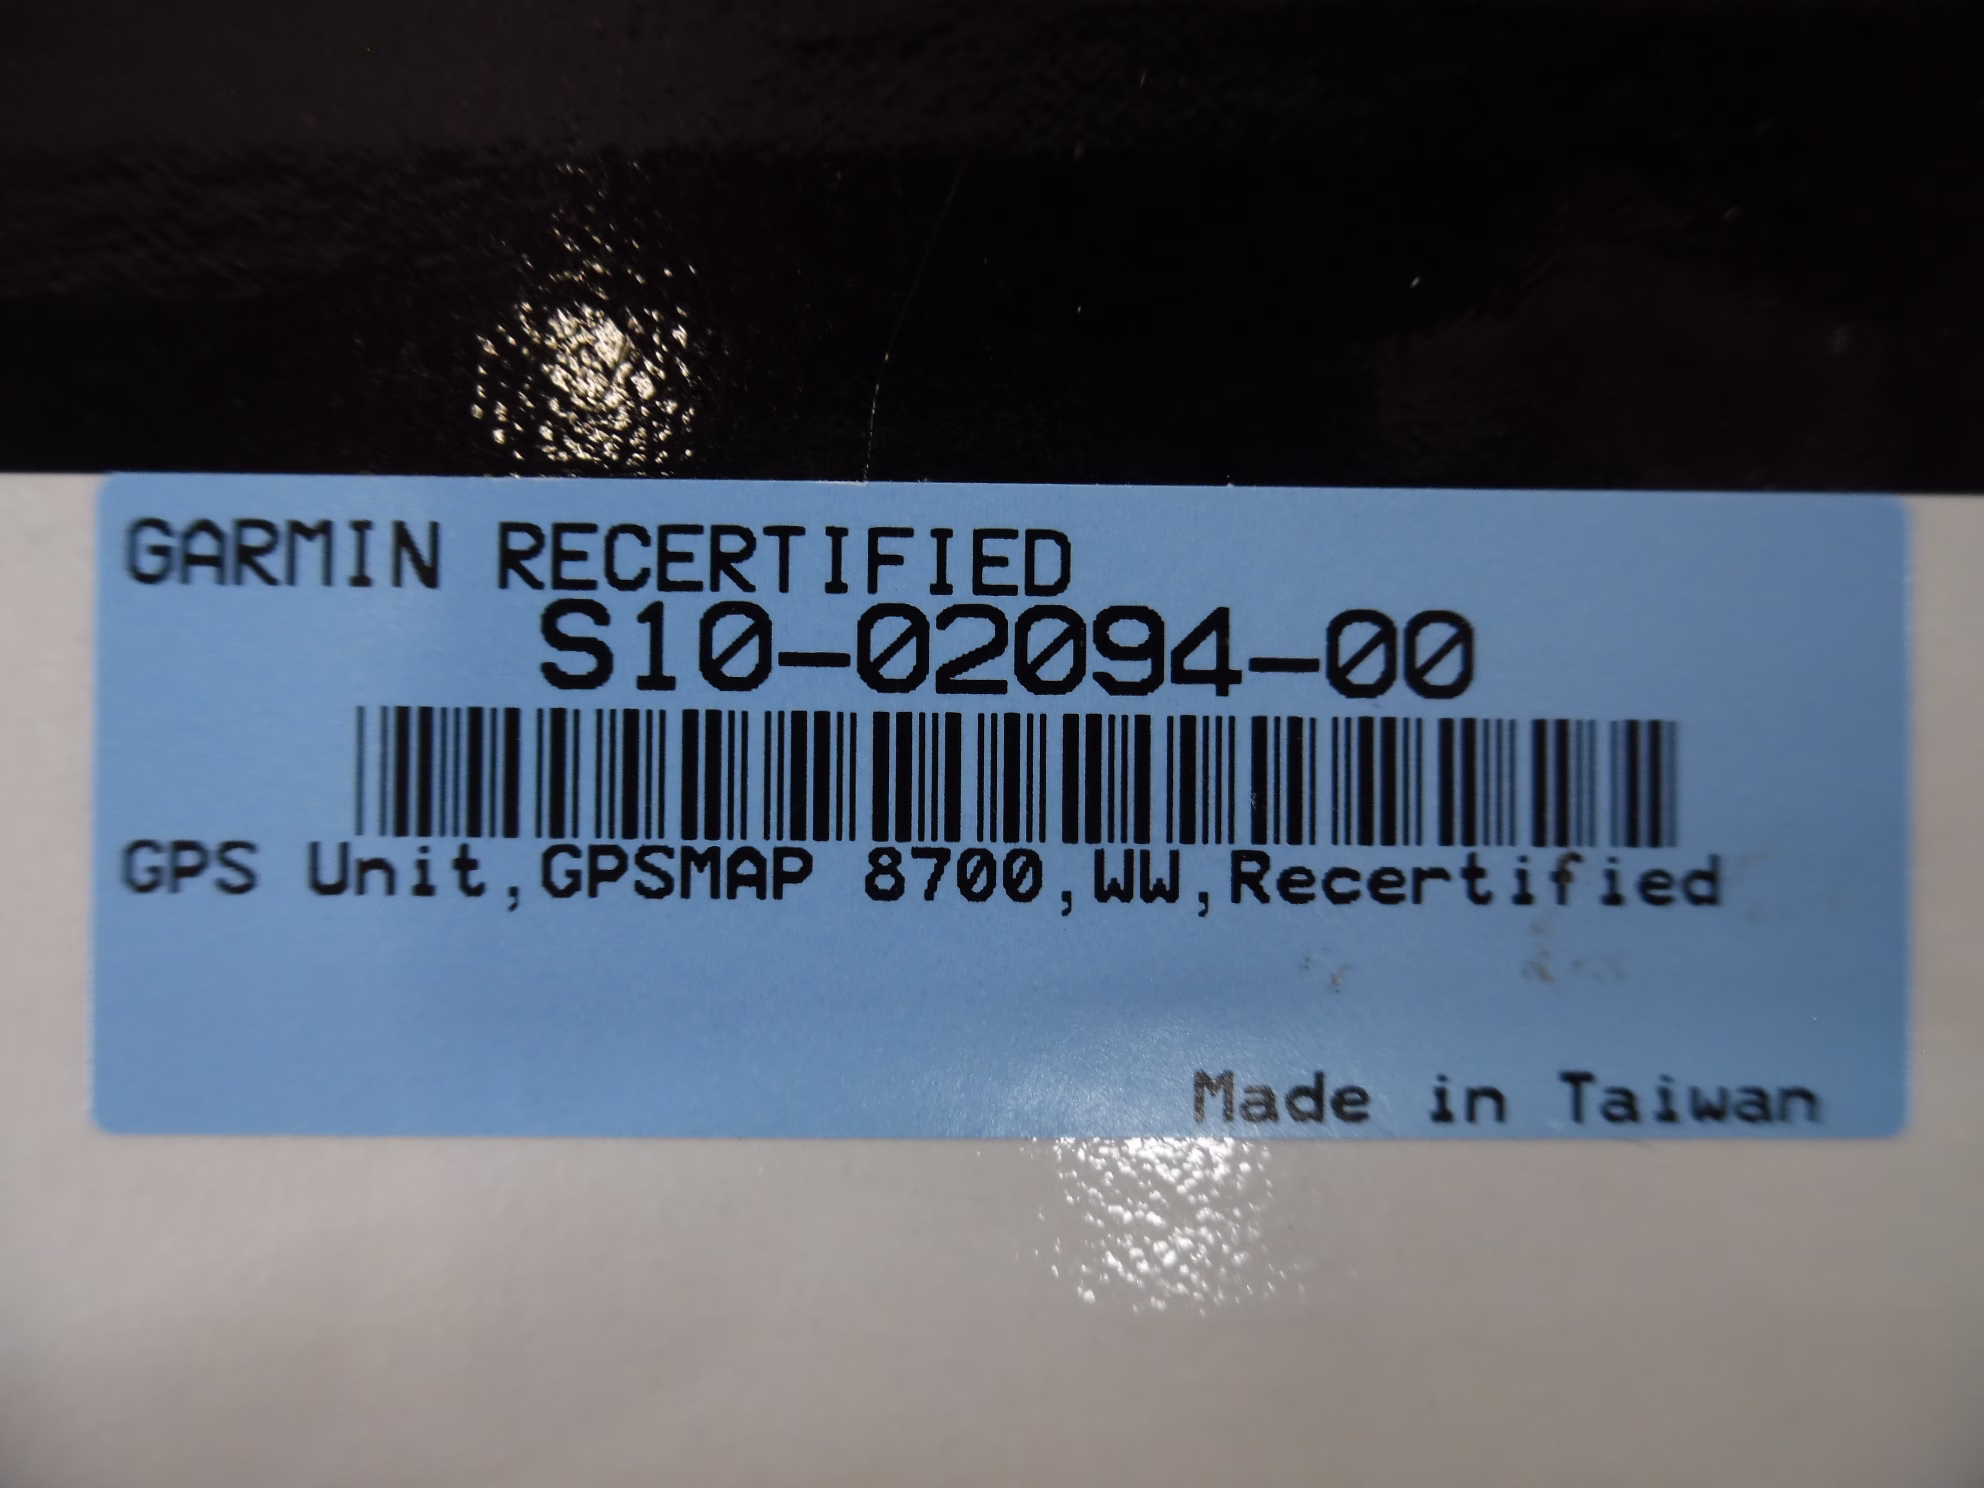 GARMIN RECERTIFIED
S10-02094-00
GPS Unit,GPSMAP 8700,WW,Recertified
Made in Taiwan